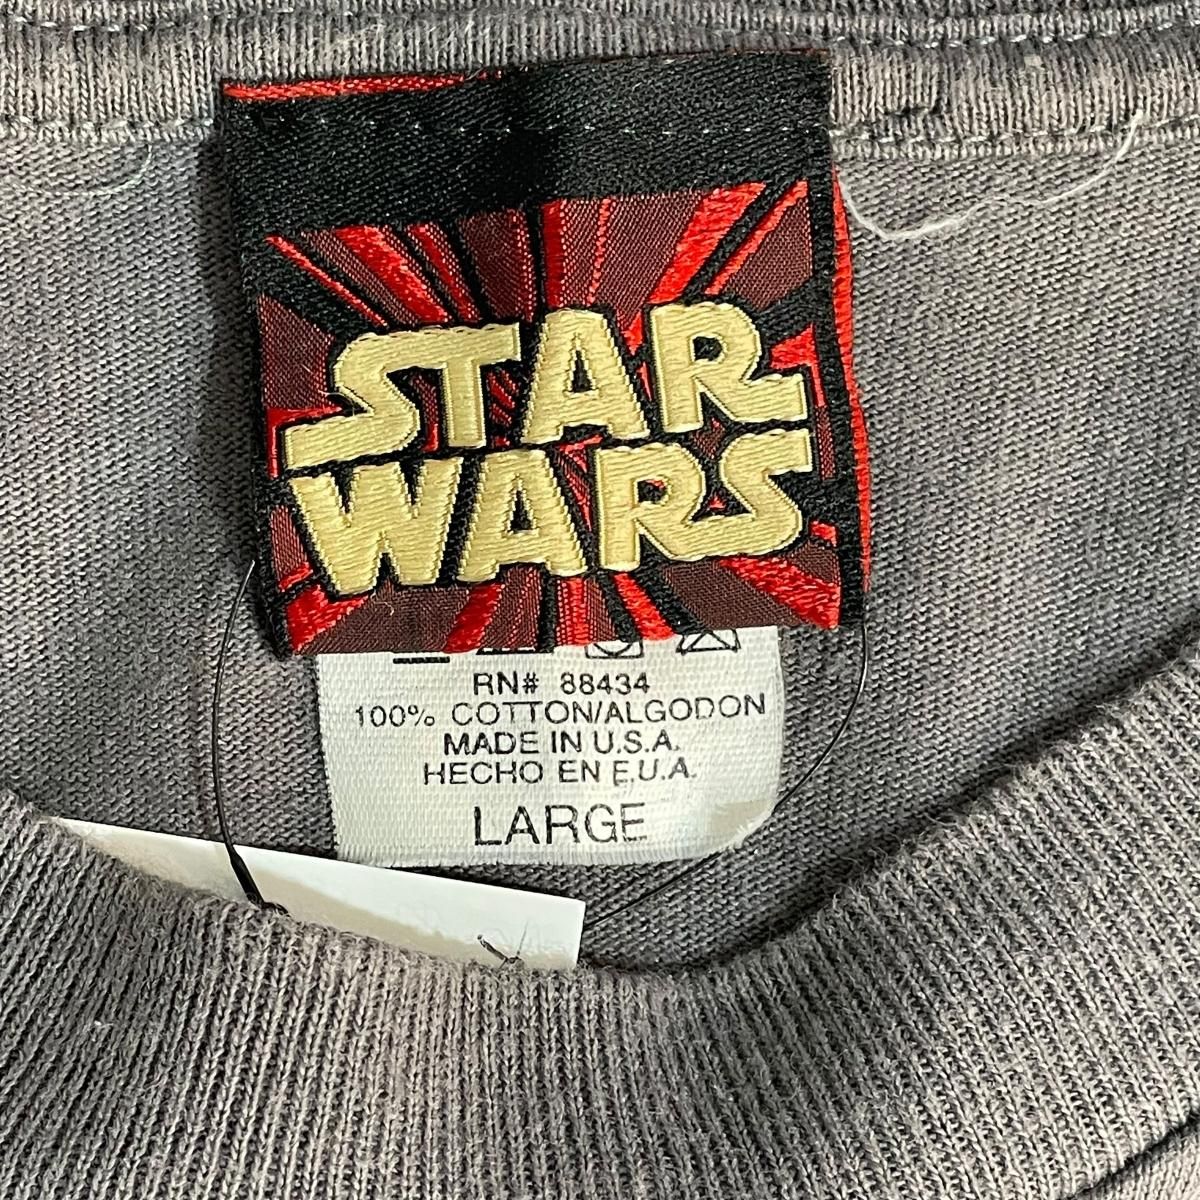 STAR
WARS
RN# 88434
100% COTTON/ALGODON
MADE IN U.S.A.
HECHO EN E.U.A.
LARGE